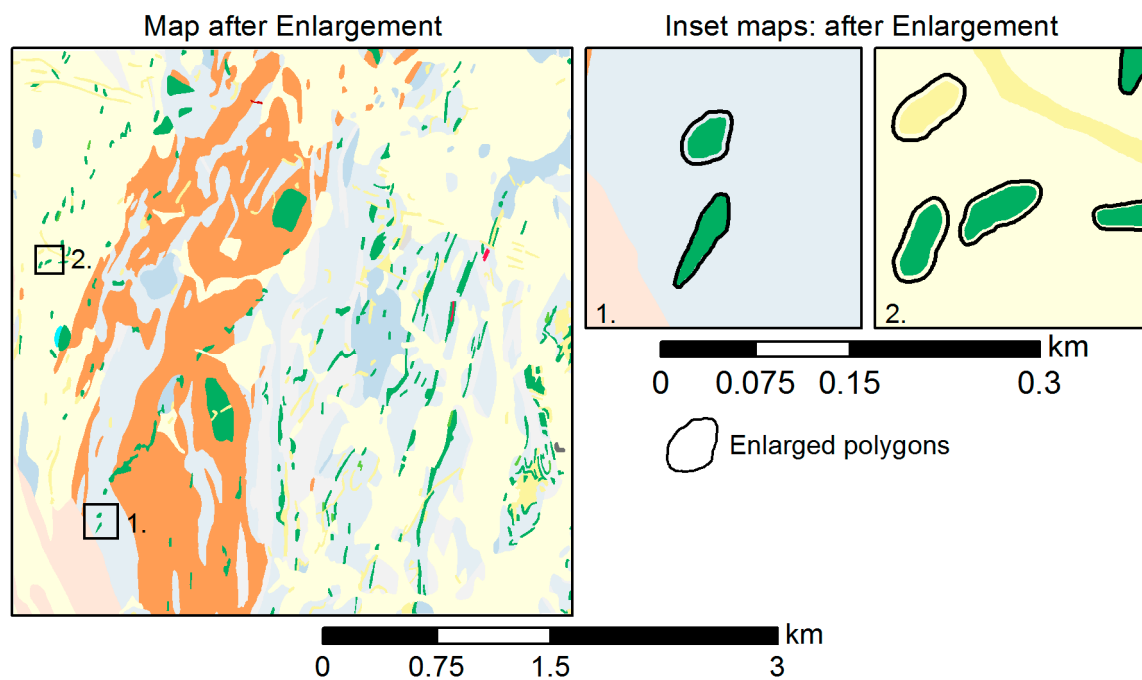 Map after Enlargement
Inset maps: after Enlargement
2.
1.
1.
2.
km
0 0.075 0.15 0.3
Enlarged polygons
km
0 0.75 1.5 3